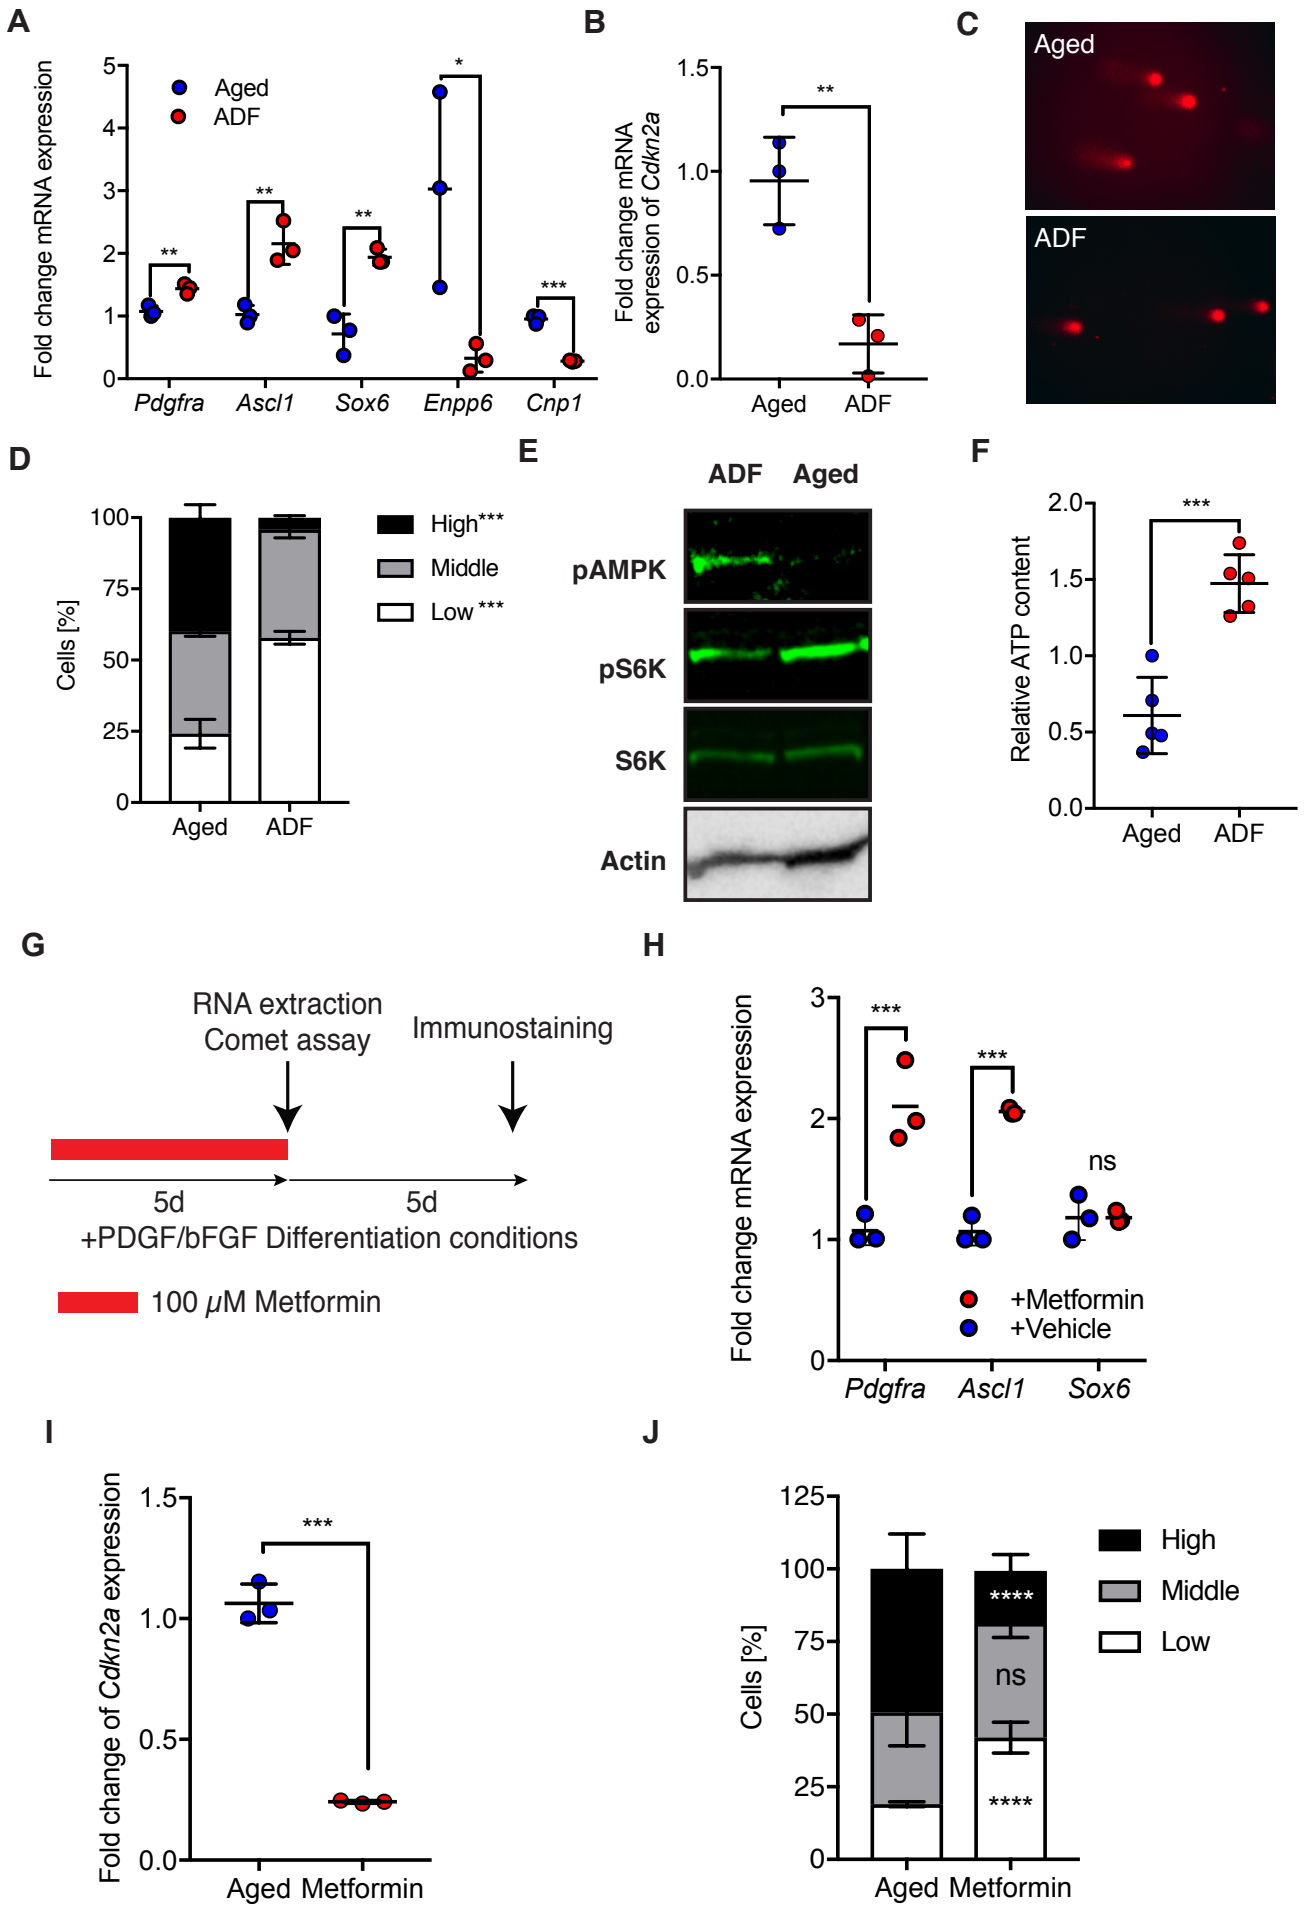 A
Fold change mRNA expression
5
4
3
2
1
0
Aged
ADF
**
**
**
*
***
Pdgfra
Ascl1
Sox6
Enpp6
Cnp1
B
Fold change mRNA
expression of Cdkn2a
1.5
1.0
0.5
0.0
**
Aged
ADF
C
Aged
ADF
D
Cells [%]
100
75
50
25
0
Aged
ADF
High***
Middle
Low ***
E
ADF
Aged
pAMPK
pS6K
S6K
Actin
F
Relative ATP content
2.0
1.5
1.0
0.5
0.0
***
Aged
ADF
G
RNA extraction
Comet assay
Immunostaining
5d
5d
+PDGF/bFGF Differentiation conditions
100 µM Metformin
H
Fold change mRNA expression
3
2
1
0
***
***
ns
+Metformin
+Vehicle
Pdgfra
Ascl1
Sox6
I
Fold change of Cdkn2a expression
1.5
1.0
0.5
0.0
***
Aged
Metformin
J
Cells [%]
125
100
75
50
25
0
****
ns
****
Aged
Metformin
High
Middle
Low